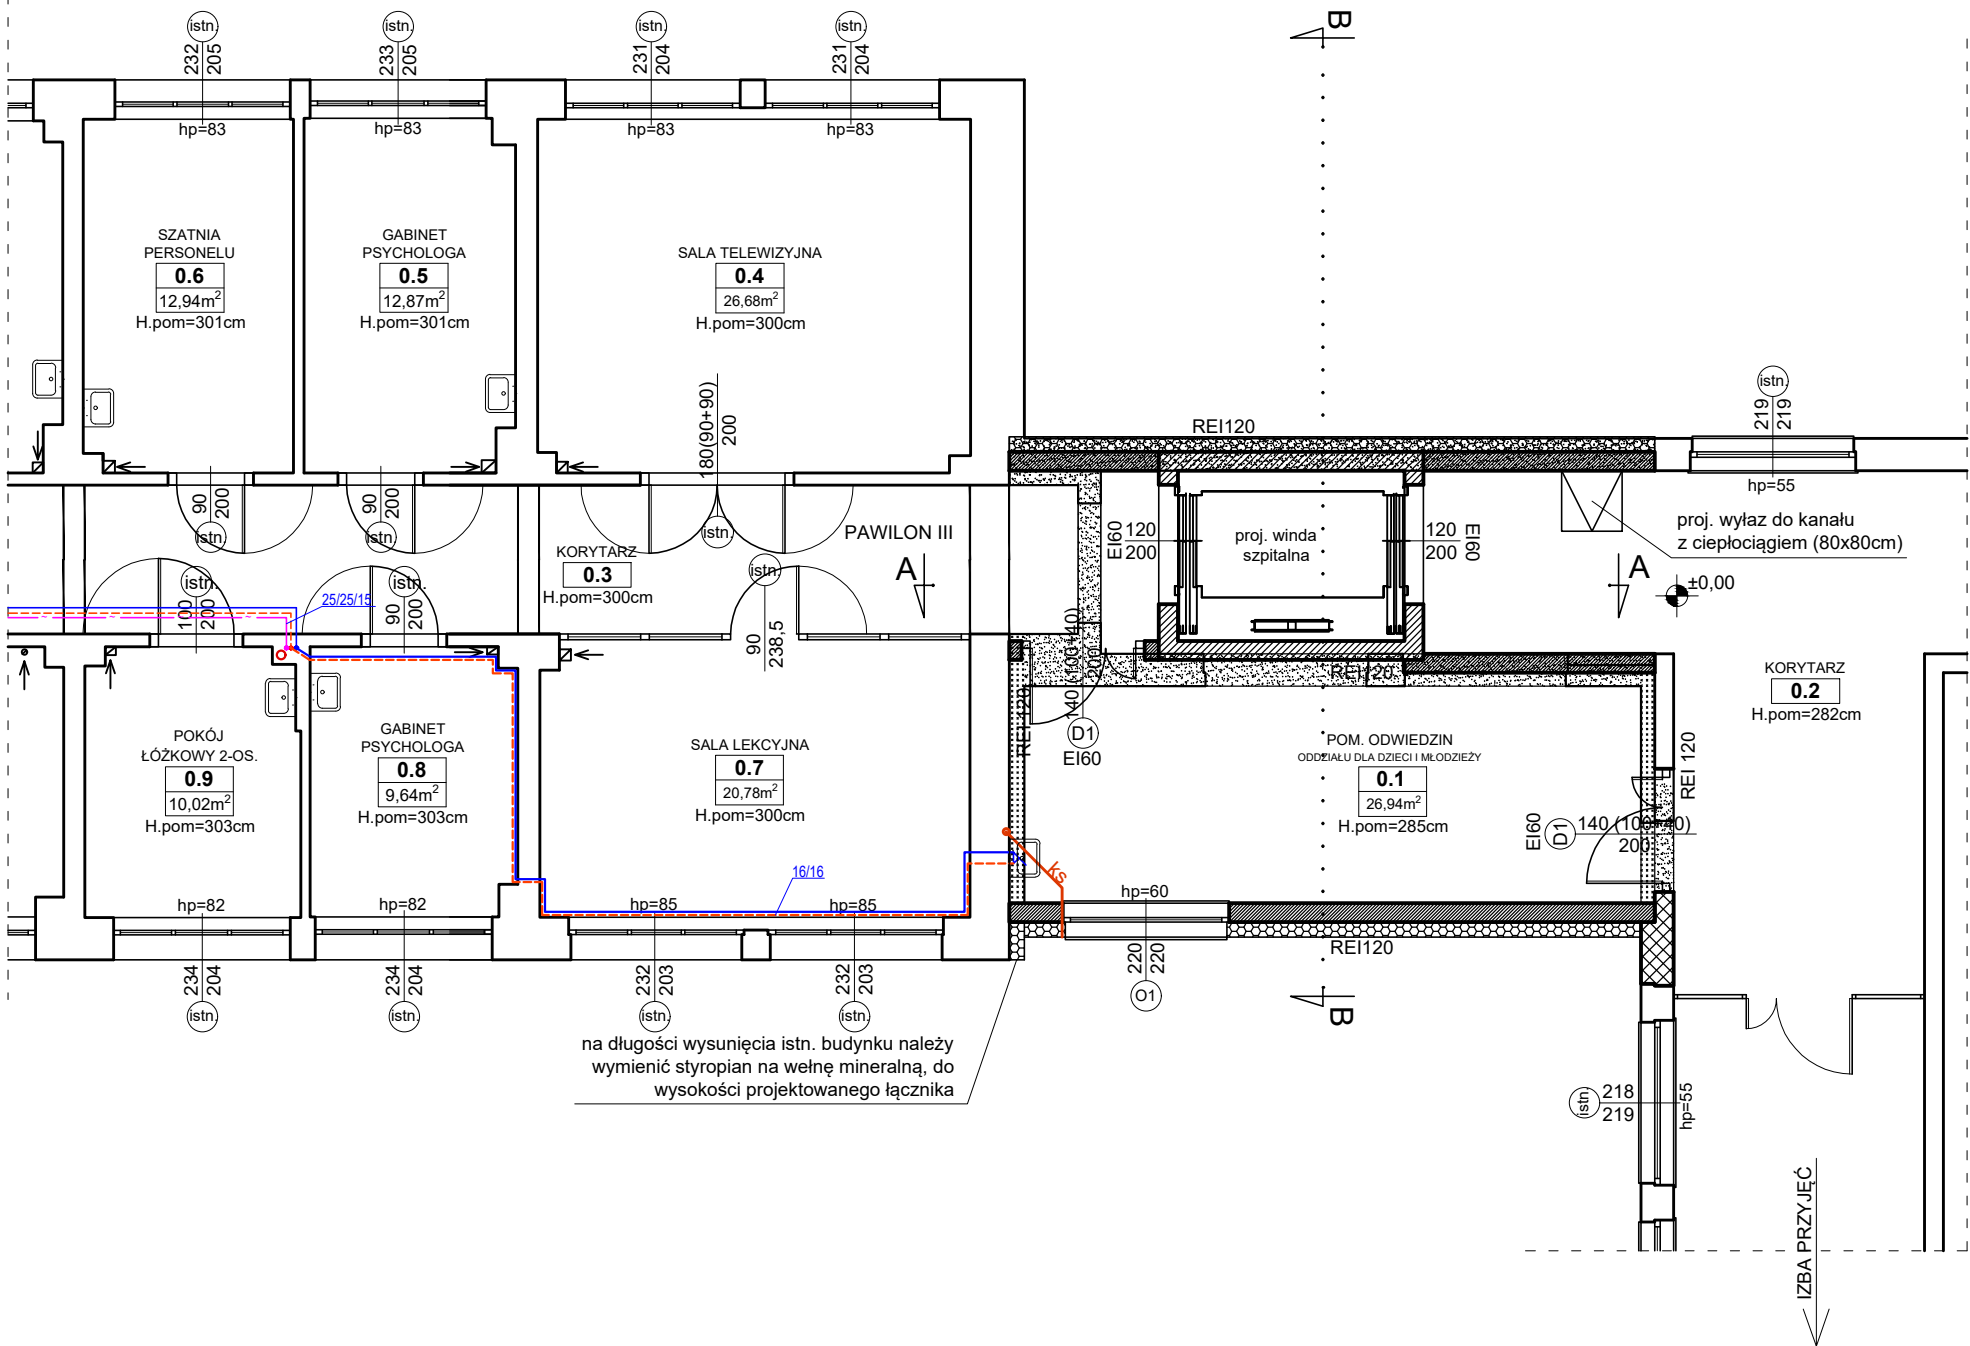 istn.
232
205
istn.
233
205
istn.
231
204
istn.
231
204
B
hp=83
hp=83
hp=83
hp=83
SZATNIA
PERSONELU
0.6
12,94m²
H.pom=301cm
GABINET
PSYCHOLOGA
0.5
12,87m²
H.pom=301cm
SALA TELEWIZYJNA
0.4
26,68m²
H.pom=300cm
180(90+90)
200
istn.
90
200
istn.
90
200
istn.
istn.
219
219
hp=55
REI120
proj. wyłaz do kanału
z ciepłociągiem (80x80cm)
PAWILON III
KORYTARZ
0.3
H.pom=300cm
A
EI60
120
200
proj. winda
szpitalna
120
200
EI60
A
±0,00
istn.
100
200
istn.
90
200
25/25/15
istn.
90
238,5
140 (100+40)
200
D1
EI60
REI 120
REI120
KORYTARZ
0.2
H.pom=282cm
POKÓJ
ŁÓŻKOWY 2-OS.
0.9
10,02m²
H.pom=303cm
GABINET
PSYCHOLOGA
0.8
9,64m²
H.pom=303cm
SALA LEKCYJNA
0.7
20,78m²
H.pom=300cm
POM. ODWIEDZIN
ODDZIAŁU DLA DZIECI I MŁODZIEŻY
0.1
26,94m²
H.pom=285cm
REI 120
EI60
D1
140 (100+40)
200
16/16
ks
hp=82
hp=82
hp=85
hp=85
hp=60
REI120
234
204
istn.
234
204
istn.
232
203
istn.
232
203
istn.
220
220
O1
B
na długości wysunięcia istn. budynku należy
wymienić styropian na wełnę mineralną, do
wysokości projektowanego łącznika
istn.
218
219
hp=55
IZBA PRZYJĘĆ